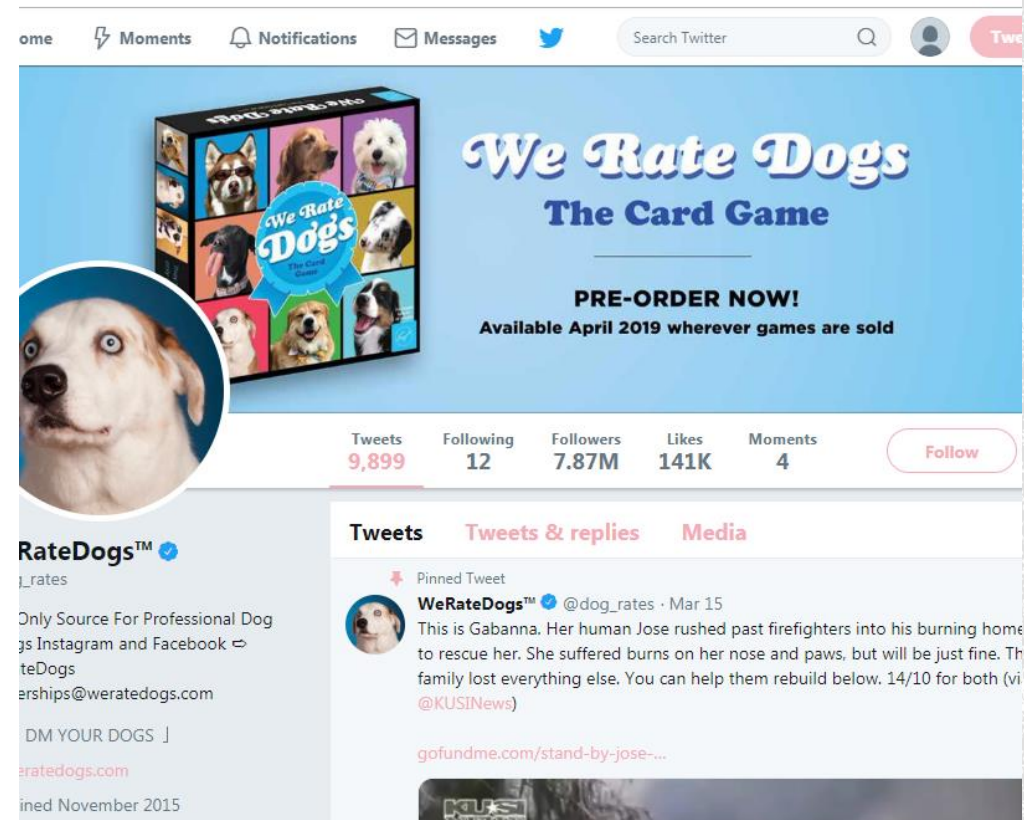 ome Moments Notifications Messages Search Twitter Twe
We Rate Dogs
We Rate
Dogs
The Card
Game
We Rate Dogs
The Card Game
PRE-ORDER NOW!
Available April 2019 wherever games are sold
Tweets Following Followers Likes Moments
9,899 12 7.87M 141K 4
Follow
RateDogs™
g_rates
Only Source For Professional Dog
gs Instagram and Facebook ⇨
teDogs
erships@weratedogs.com
DM YOUR DOGS 」
eratedogs.com
ined November 2015
Tweets Tweets & replies Media
Pinned Tweet
WeRateDogs™ @dog_rates · Mar 15
This is Gabanna. Her human Jose rushed past firefighters into his burning home
to rescue her. She suffered burns on her nose and paws, but will be just fine. Th
family lost everything else. You can help them rebuild below. 14/10 for both (vi
@KUSINews)
gofundme.com/stand-by-jose-...
KUSI